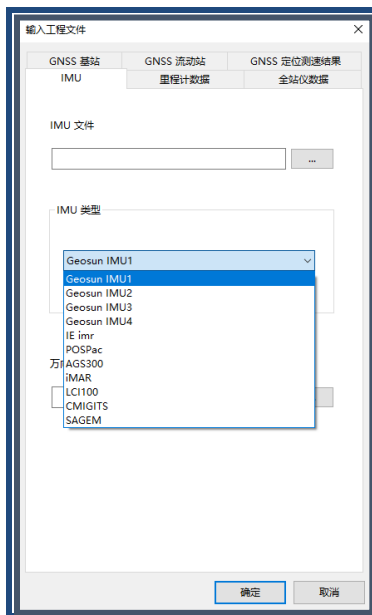 输入工程文件
GNSS 基站 GNSS 流动站 GNSS 定位测速结果
IMU 里程计数据 全站仪数据
IMU 文件
...
IMU 类型
Geosun IMU1
Geosun IMU1
Geosun IMU2
Geosun IMU3
Geosun IMU4
IE imr
POSPac
万向
AGS300
iMAR
LCI100
CMIGITS
SAGEM
确定 取消